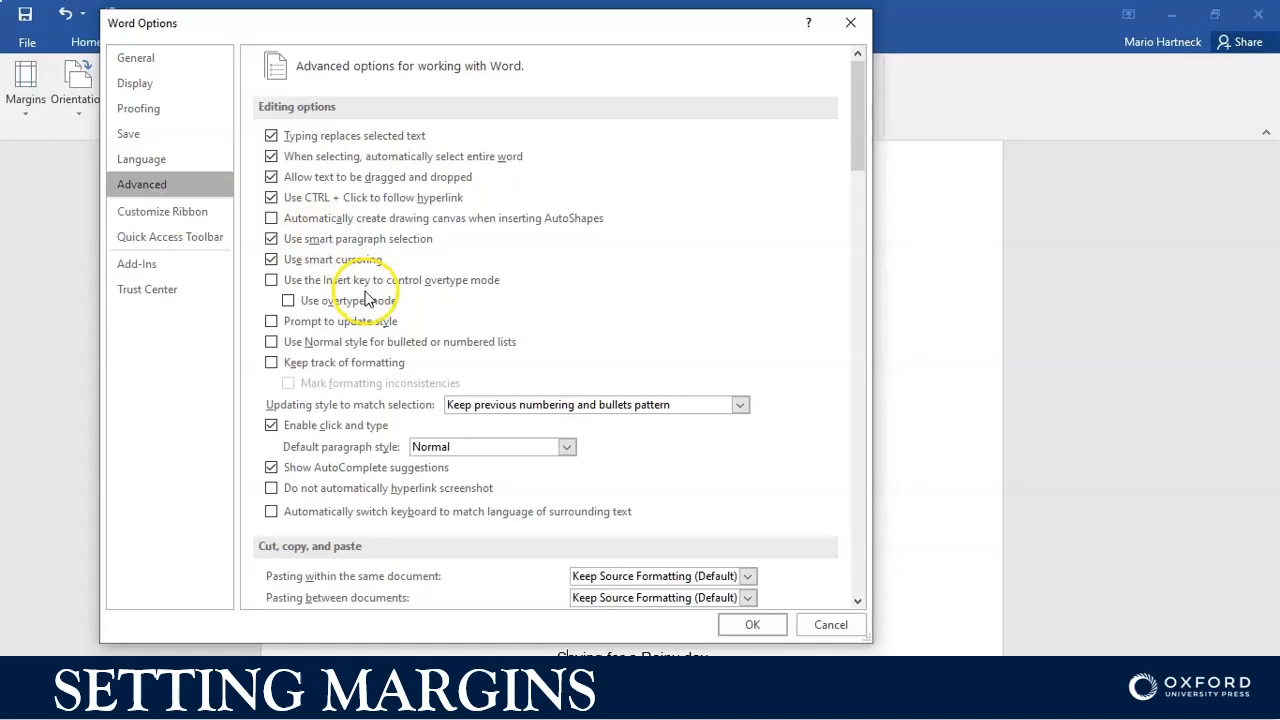 Word Options
?
File
Home
Mario Hartneck
Share
Margins
Orientatio
General
Display
Proofing
Save
Language
Advanced
Customize Ribbon
Quick Access Toolbar
Add-Ins
Trust Center
Advanced options for working with Word.
Editing options
Typing replaces selected text
When selecting, automatically select entire word
Allow text to be dragged and dropped
Use CTRL + Click to follow hyperlink
Automatically create drawing canvas when inserting AutoShapes
Use smart paragraph selection
Use smart cursoring
Use the Insert key to control overtype mode
Use overtype mode
Prompt to update style
Use Normal style for bulleted or numbered lists
Keep track of formatting
Mark formatting inconsistencies
Updating style to match selection: Keep previous numbering and bullets pattern
Enable click and type
Default paragraph style: Normal
Show AutoComplete suggestions
Do not automatically hyperlink screenshot
Automatically switch keyboard to match language of surrounding text
Cut, copy, and paste
Pasting within the same document: Keep Source Formatting (Default)
Pasting between documents: Keep Source Formatting (Default)
OK
Cancel
Saving for a Rainy day
SETTING MARGINS
OXFORD
UNIVERSITY PRESS